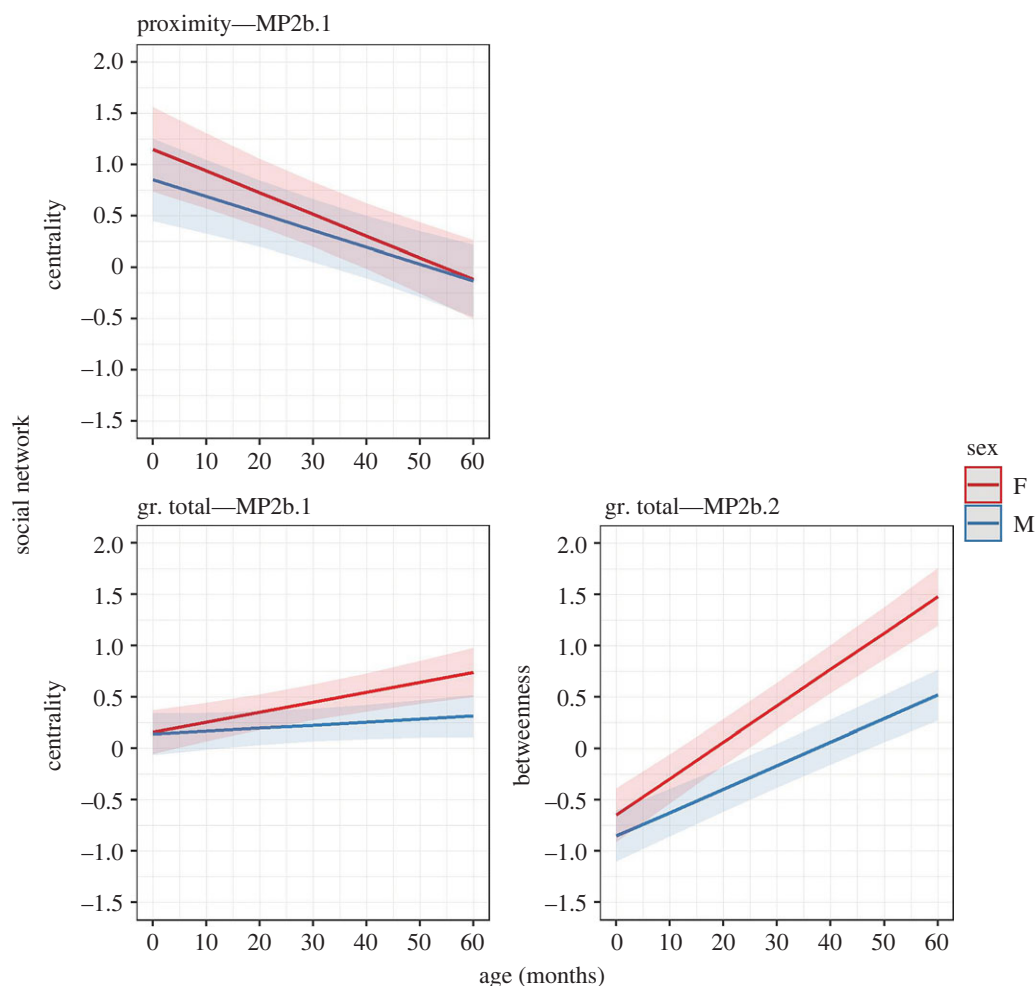 proximity—MP2b.1
2.0
1.5
1.0
0.5
0
–0.5
–1.0
–1.5
centrality
0 10 20 30 40 50 60
social network
gr. total—MP2b.1
2.0
1.5
1.0
0.5
0
–0.5
–1.0
–1.5
centrality
0 10 20 30 40 50 60
gr. total—MP2b.2
2.0
1.5
1.0
0.5
0
–0.5
–1.0
–1.5
betweenness
0 10 20 30 40 50 60
age (months)
sex
F
M